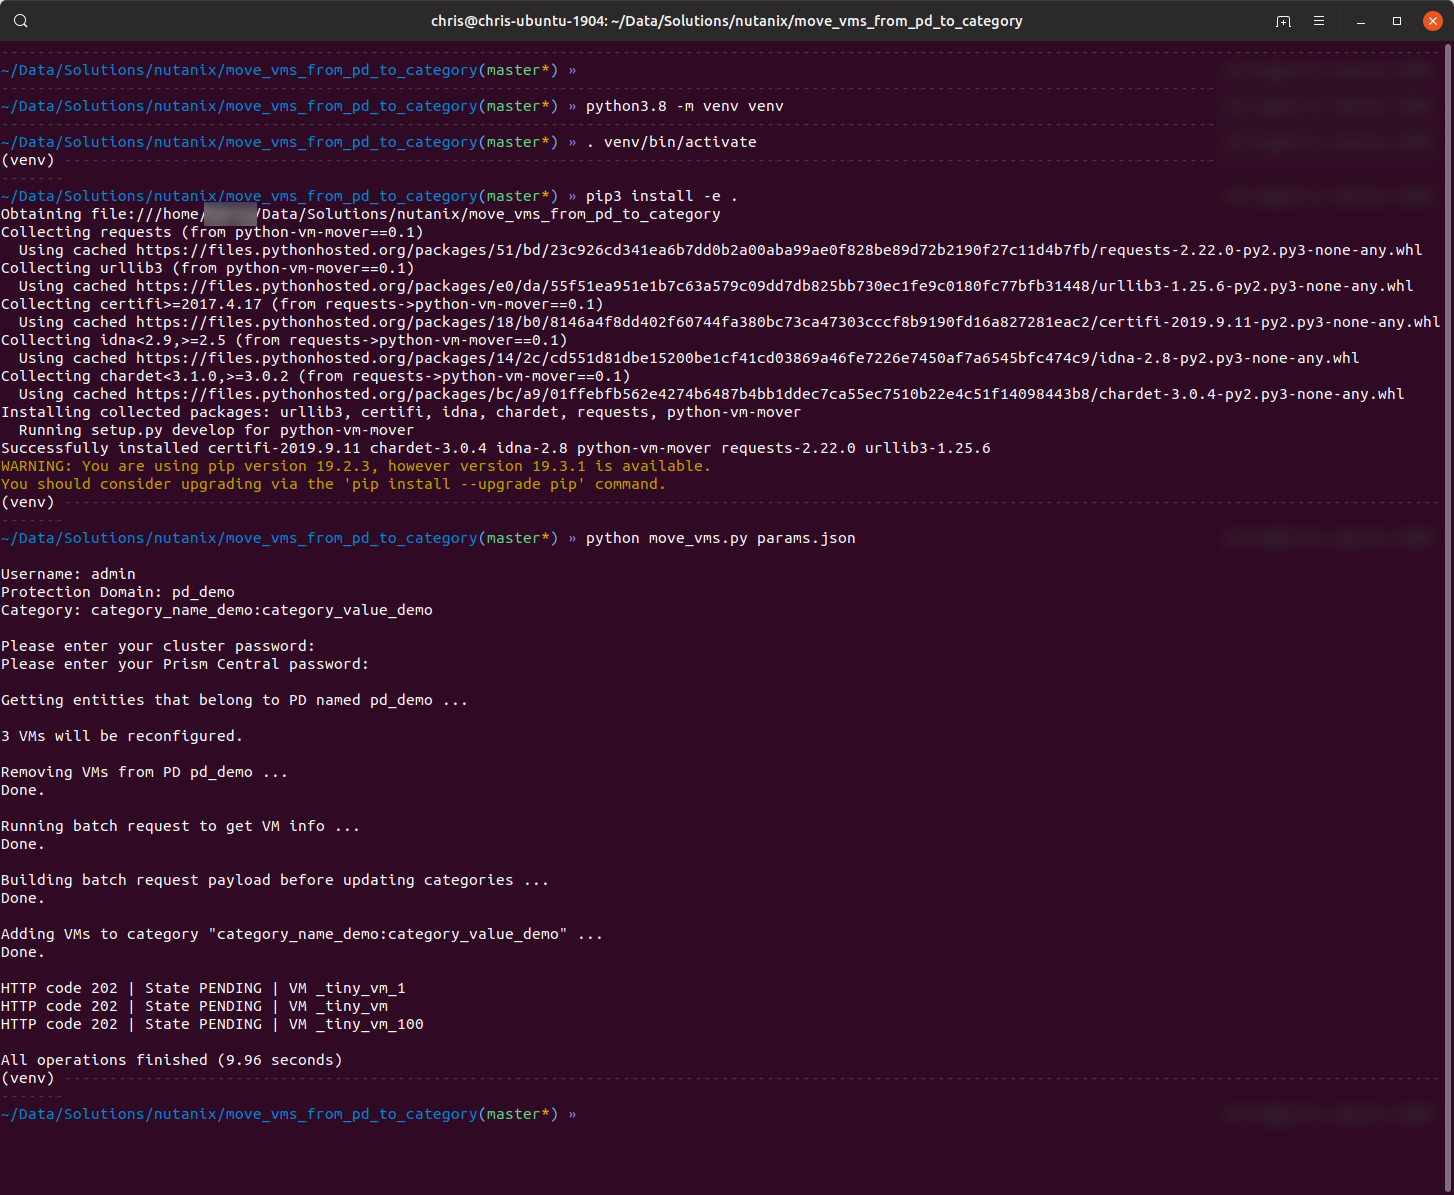 chris@chris-ubuntu-1904: ~/Data/Solutions/nutanix/move_vms_from_pd_to_category
~/Data/Solutions/nutanix/move_vms_from_pd_to_category(master*) »
~/Data/Solutions/nutanix/move_vms_from_pd_to_category(master*) » python3.8 -m venv venv
~/Data/Solutions/nutanix/move_vms_from_pd_to_category(master*) » . venv/bin/activate
(venv)
~/Data/Solutions/nutanix/move_vms_from_pd_to_category(master*) » pip3 install -e .
Obtaining file:///home/ /Data/Solutions/nutanix/move_vms_from_pd_to_category
Collecting requests (from python-vm-mover==0.1)
  Using cached https://files.pythonhosted.org/packages/51/bd/23c926cd341ea6b7dd0b2a00aba99ae0f828be89d72b2190f27c11d4b7fb/requests-2.22.0-py2.py3-none-any.whl
Collecting urllib3 (from python-vm-mover==0.1)
  Using cached https://files.pythonhosted.org/packages/e0/da/55f51ea951e1b7c63a579c09dd7db825bb730ec1fe9c0180fc77bfb31448/urllib3-1.25.6-py2.py3-none-any.whl
Collecting certifi>=2017.4.17 (from requests->python-vm-mover==0.1)
  Using cached https://files.pythonhosted.org/packages/18/b0/8146a4f8dd402f60744fa380bc73ca47303cccf8b9190fd16a827281eac2/certifi-2019.9.11-py2.py3-none-any.whl
Collecting idna<2.9,>=2.5 (from requests->python-vm-mover==0.1)
  Using cached https://files.pythonhosted.org/packages/14/2c/cd551d81dbe15200be1cf41cd03869a46fe7226e7450af7a6545bfc474c9/idna-2.8-py2.py3-none-any.whl
Collecting chardet<3.1.0,>=3.0.2 (from requests->python-vm-mover==0.1)
  Using cached https://files.pythonhosted.org/packages/bc/a9/01ffebfb562e4274b6487b4bb1ddec7ca55ec7510b22e4c51f14098443b8/chardet-3.0.4-py2.py3-none-any.whl
Installing collected packages: urllib3, certifi, idna, chardet, requests, python-vm-mover
  Running setup.py develop for python-vm-mover
Successfully installed certifi-2019.9.11 chardet-3.0.4 idna-2.8 python-vm-mover requests-2.22.0 urllib3-1.25.6
WARNING: You are using pip version 19.2.3, however version 19.3.1 is available.
You should consider upgrading via the 'pip install --upgrade pip' command.
(venv)
~/Data/Solutions/nutanix/move_vms_from_pd_to_category(master*) » python move_vms.py params.json
Username: admin
Protection Domain: pd_demo
Category: category_name_demo:category_value_demo
Please enter your cluster password:
Please enter your Prism Central password:
Getting entities that belong to PD named pd_demo ...
3 VMs will be reconfigured.
Removing VMs from PD pd_demo ...
Done.
Running batch request to get VM info ...
Done.
Building batch request payload before updating categories ...
Done.
Adding VMs to category "category_name_demo:category_value_demo" ...
Done.
HTTP code 202 | State PENDING | VM _tiny_vm_1
HTTP code 202 | State PENDING | VM _tiny_vm
HTTP code 202 | State PENDING | VM _tiny_vm_100
All operations finished (9.96 seconds)
(venv)
~/Data/Solutions/nutanix/move_vms_from_pd_to_category(master*) »